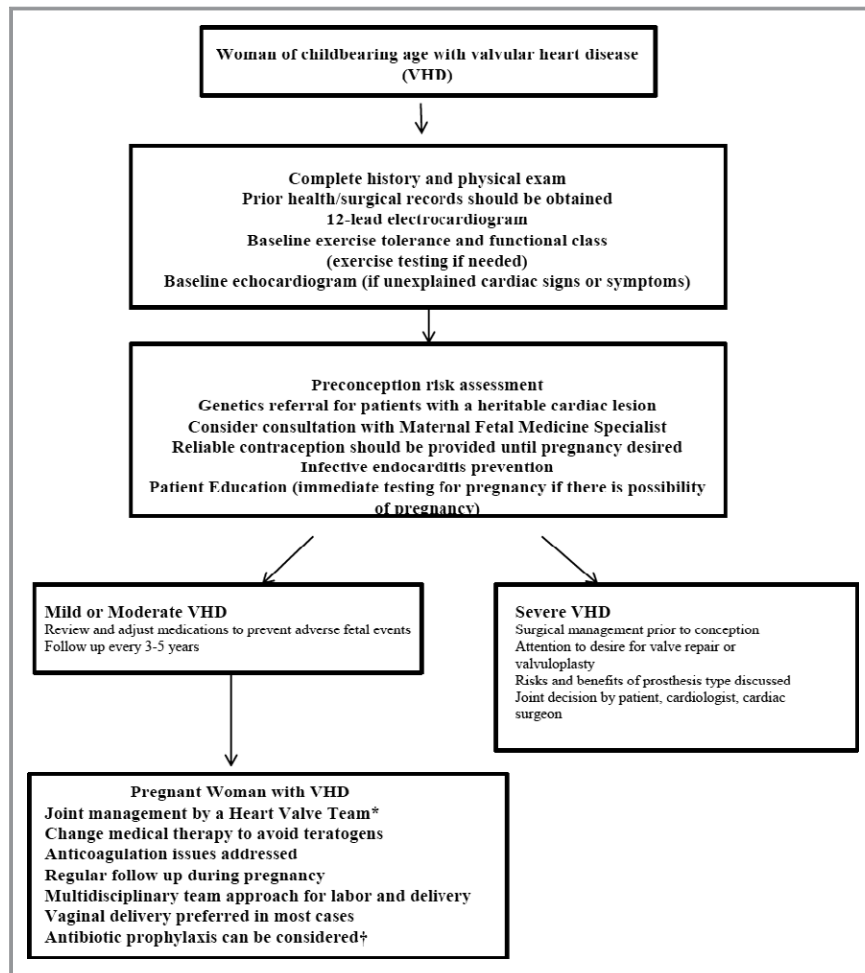 Woman of childbearing age with valvular heart disease
(VHD)
Complete history and physical exam
Prior health/surgical records should be obtained
12-lead electrocardiogram
Baseline exercise tolerance and functional class
(exercise testing if needed)
Baseline echocardiogram (if unexplained cardiac signs or symptoms)
Preconception risk assessment
Genetics referral for patients with a heritable cardiac lesion
Consider consultation with Maternal Fetal Medicine Specialist
Reliable contraception should be provided until pregnancy desired
Infective endocarditis prevention
Patient Education (immediate testing for pregnancy if there is possibility
of pregnancy)
Mild or Moderate VHD
Review and adjust medications to prevent adverse fetal events
Follow up every 3-5 years
Severe VHD
Surgical management prior to conception
Attention to desire for valve repair or
valvuloplasty
Risks and benefits of prosthesis type discussed
Joint decision by patient, cardiologist, cardiac
surgeon
Pregnant Woman with VHD
Joint management by a Heart Valve Team*
Change medical therapy to avoid teratogens
Anticoagulation issues addressed
Regular follow up during pregnancy
Multidisciplinary team approach for labor and delivery
Vaginal delivery preferred in most cases
Antibiotic prophylaxis can be considered†